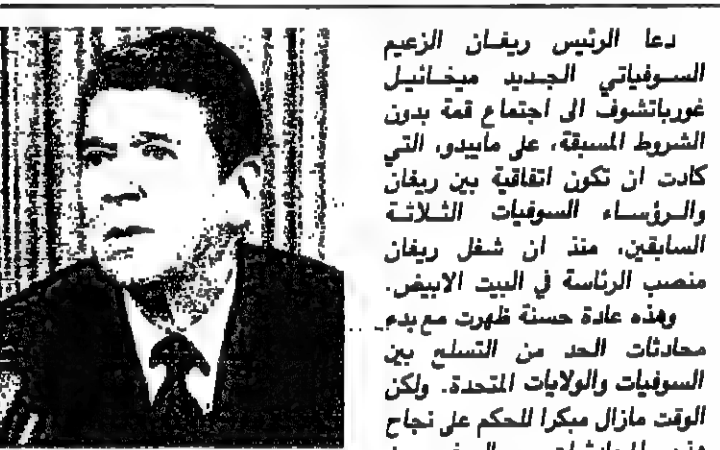 دعا الرئيس ريغان الزعيم
السوفياتي الجديد ميخائيل
غورباتشوف الى اجتماع قمة بدون
الشروط المسبقة، على مايبدو، التي
كادت ان تكون اتفاقية بين ريغان
والرؤساء السوفيات الثلاثة
السابقين، منذ ان شغل ريغان
منصب الرئاسة في البيت الابيض.
وهذه عادة حسنة ظهرت مع بدء
محادثات الحد من التسلح بين
السوفيات والولايات المتحدة. ولكن
الوقت مازال مبكرا للحكم على نجاح